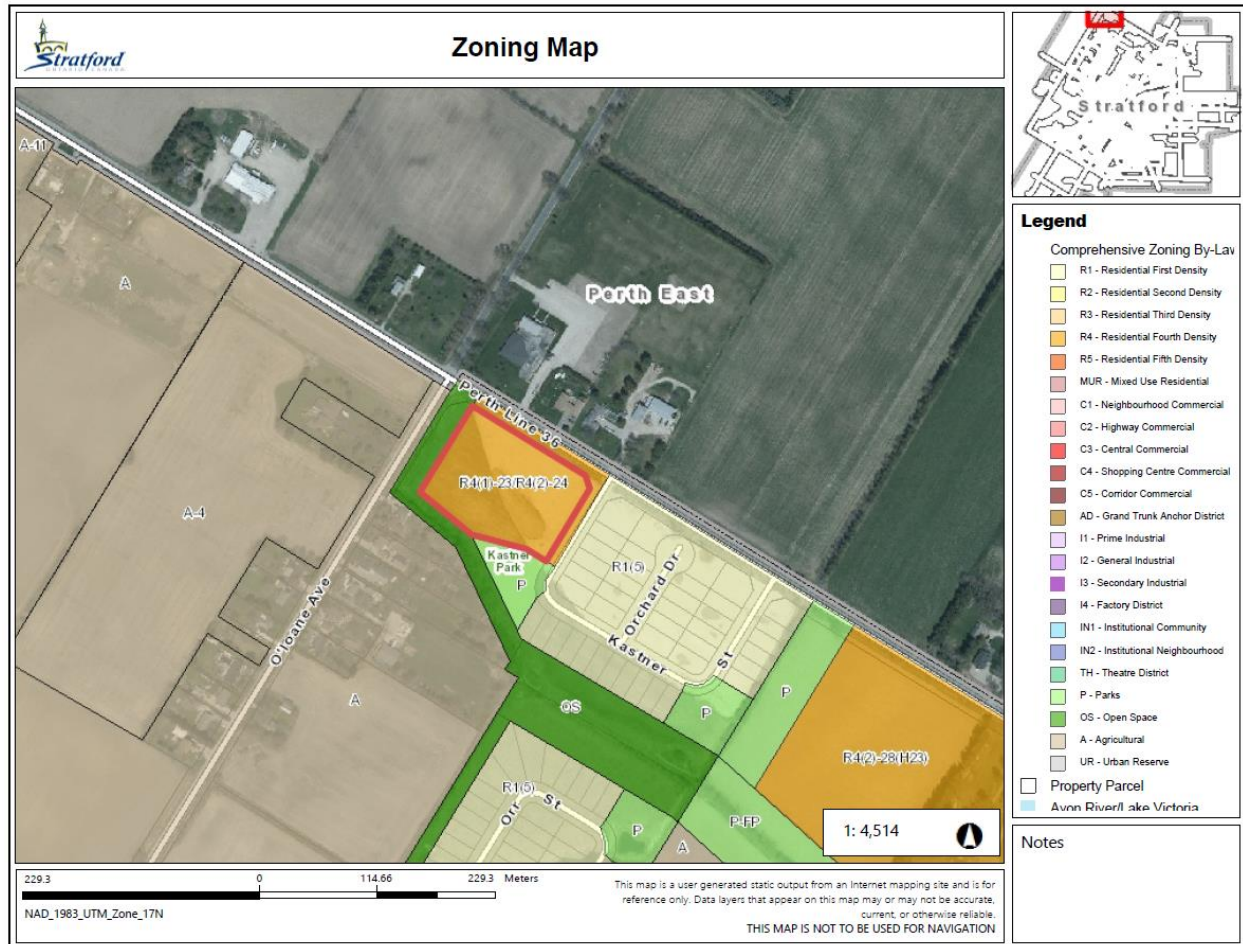 Stratford
ONTARIO CANADA
Zoning Map
Stratford
A-11
A
Perth East
Perth Line 36
R4(1)-23/R4(2)-24
A-4
Kastner
Park
P
R1(5)
Orchard Dr
O'loane Ave
Kastner
St
P
P
A
OS
R4(2)-28(H23)
R1(5)
Orr St
P
P-FP
A
1: 4,514
Legend
Comprehensive Zoning By-Law
R1 - Residential First Density
R2 - Residential Second Density
R3 - Residential Third Density
R4 - Residential Fourth Density
R5 - Residential Fifth Density
MUR - Mixed Use Residential
C1 - Neighbourhood Commercial
C2 - Highway Commercial
C3 - Central Commercial
C4 - Shopping Centre Commercial
C5 - Corridor Commercial
AD - Grand Trunk Anchor District
I1 - Prime Industrial
I2 - General Industrial
I3 - Secondary Industrial
I4 - Factory District
IN1 - Institutional Community
IN2 - Institutional Neighbourhood
TH - Theatre District
P - Parks
OS - Open Space
A - Agricultural
UR - Urban Reserve
Property Parcel
Avon River/Lake Victoria
Notes
229.3 0 114.66 229.3 Meters
NAD_1983_UTM_Zone_17N
This map is a user generated static output from an Internet mapping site and is for
reference only. Data layers that appear on this map may or may not be accurate,
current, or otherwise reliable.
THIS MAP IS NOT TO BE USED FOR NAVIGATION